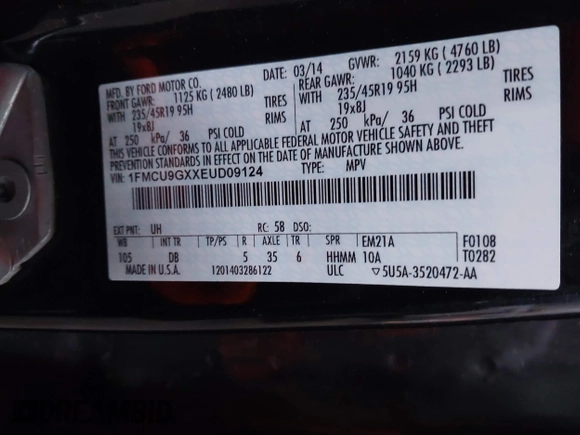 MFD. BY FORD MOTOR CO.
DATE: 03/14 GVWR: 2159 KG (4760 LB)
FRONT GAWR: 1125 KG (2480 LB) REAR GAWR: 1040 KG (2293 LB)
WITH 235/45R19 95H TIRES WITH 235/45R19 95H TIRES
19x8J RIMS 19x8J RIMS
AT 250 kPa/ 36 PSI COLD AT 250 kPa/ 36 PSI COLD
THIS VEHICLE CONFORMS TO ALL APPLICABLE FEDERAL MOTOR VEHICLE SAFETY AND THEFT
PREVENTION STANDARDS IN EFFECT ON THE DATE OF MANUFACTURE SHOWN ABOVE.
VIN: 1FMCU9GXXEUD09124 TYPE: MPV
EXT PNT: UH RC: 58 DSO:
WB INT TR TP/PS R AXLE TR SPR EM21A F0108
105 DB 5 35 6 HHMM 10A T0282
MADE IN U.S.A. 1201403286122 ULC ▽5U5A-3520472-AA
DREAMBID